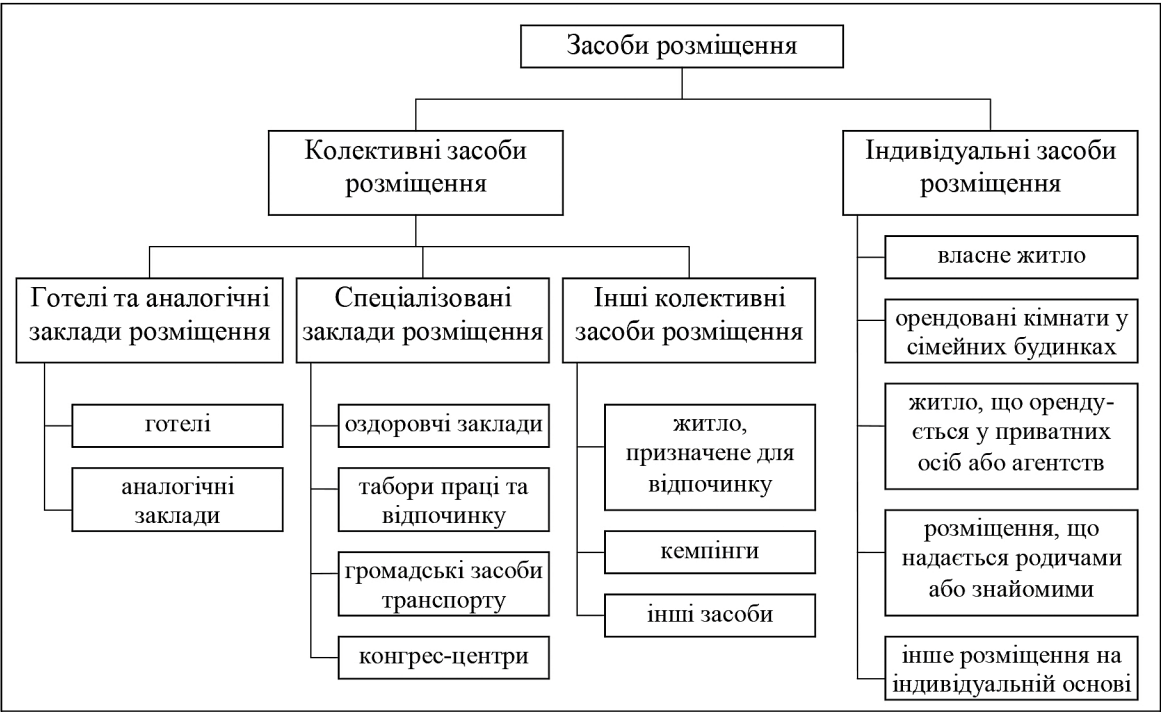 Засоби розміщення
Колективні засоби
розміщення
Індивідуальні засоби
розміщення
Готелі та аналогічні
заклади розміщення
готелі
аналогічні
заклади
Спеціалізовані
заклади розміщення
оздоровчі заклади
табори праці та
відпочинку
громадські засоби
транспорту
конгрес-центри
Інші колективні
засоби розміщення
житло,
призначене для
відпочинку
кемпінги
інші засоби
власне житло
орендовані кімнати у
сімейних будинках
житло, що оренду-
ється у приватних
осіб або агентств
розміщення, що
надається родичами
або знайомими
інше розміщення на
індивідуальній основі